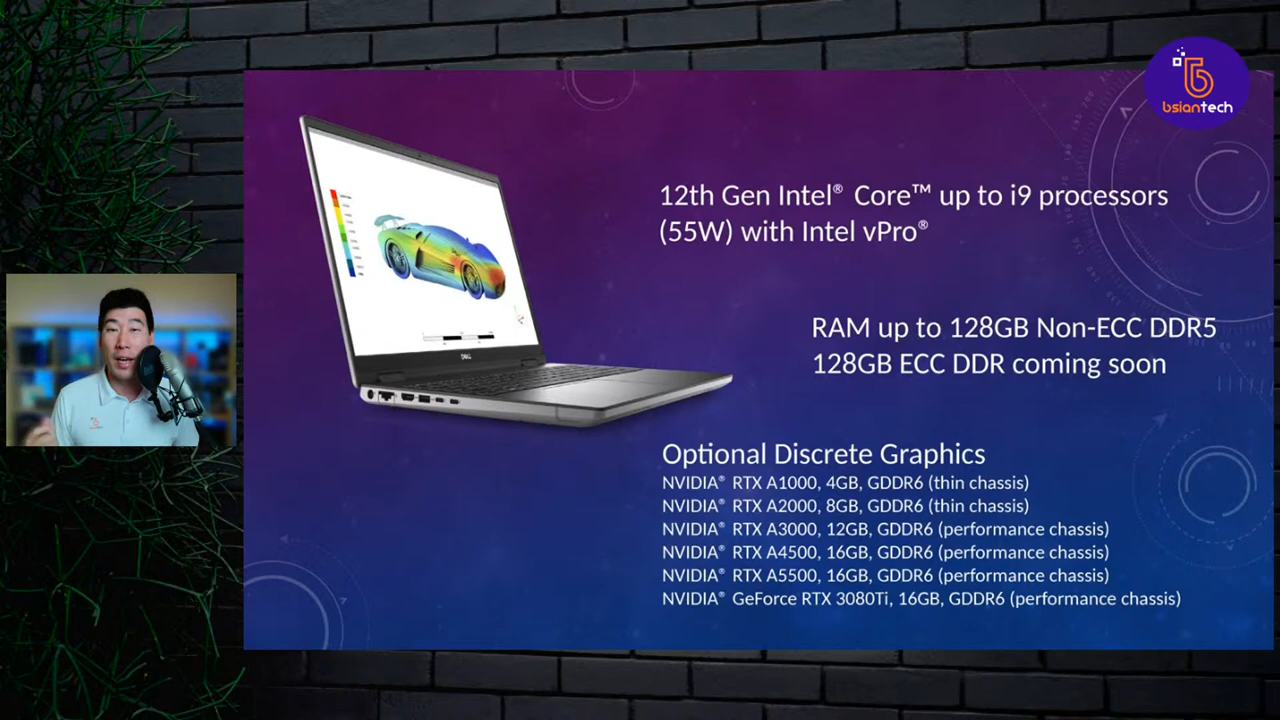 bsiantech
12th Gen Intel® Core™ up to i9 processors
(55W) with Intel vPro®
RAM up to 128GB Non-ECC DDR5
128GB ECC DDR coming soon
DELL
Optional Discrete Graphics
NVIDIA® RTX A1000, 4GB, GDDR6 (thin chassis)
NVIDIA® RTX A2000, 8GB, GDDR6 (thin chassis)
NVIDIA® RTX A3000, 12GB, GDDR6 (performance chassis)
NVIDIA® RTX A4500, 16GB, GDDR6 (performance chassis)
NVIDIA® RTX A5500, 16GB, GDDR6 (performance chassis)
NVIDIA® GeForce RTX 3080Ti, 16GB, GDDR6 (performance chassis)